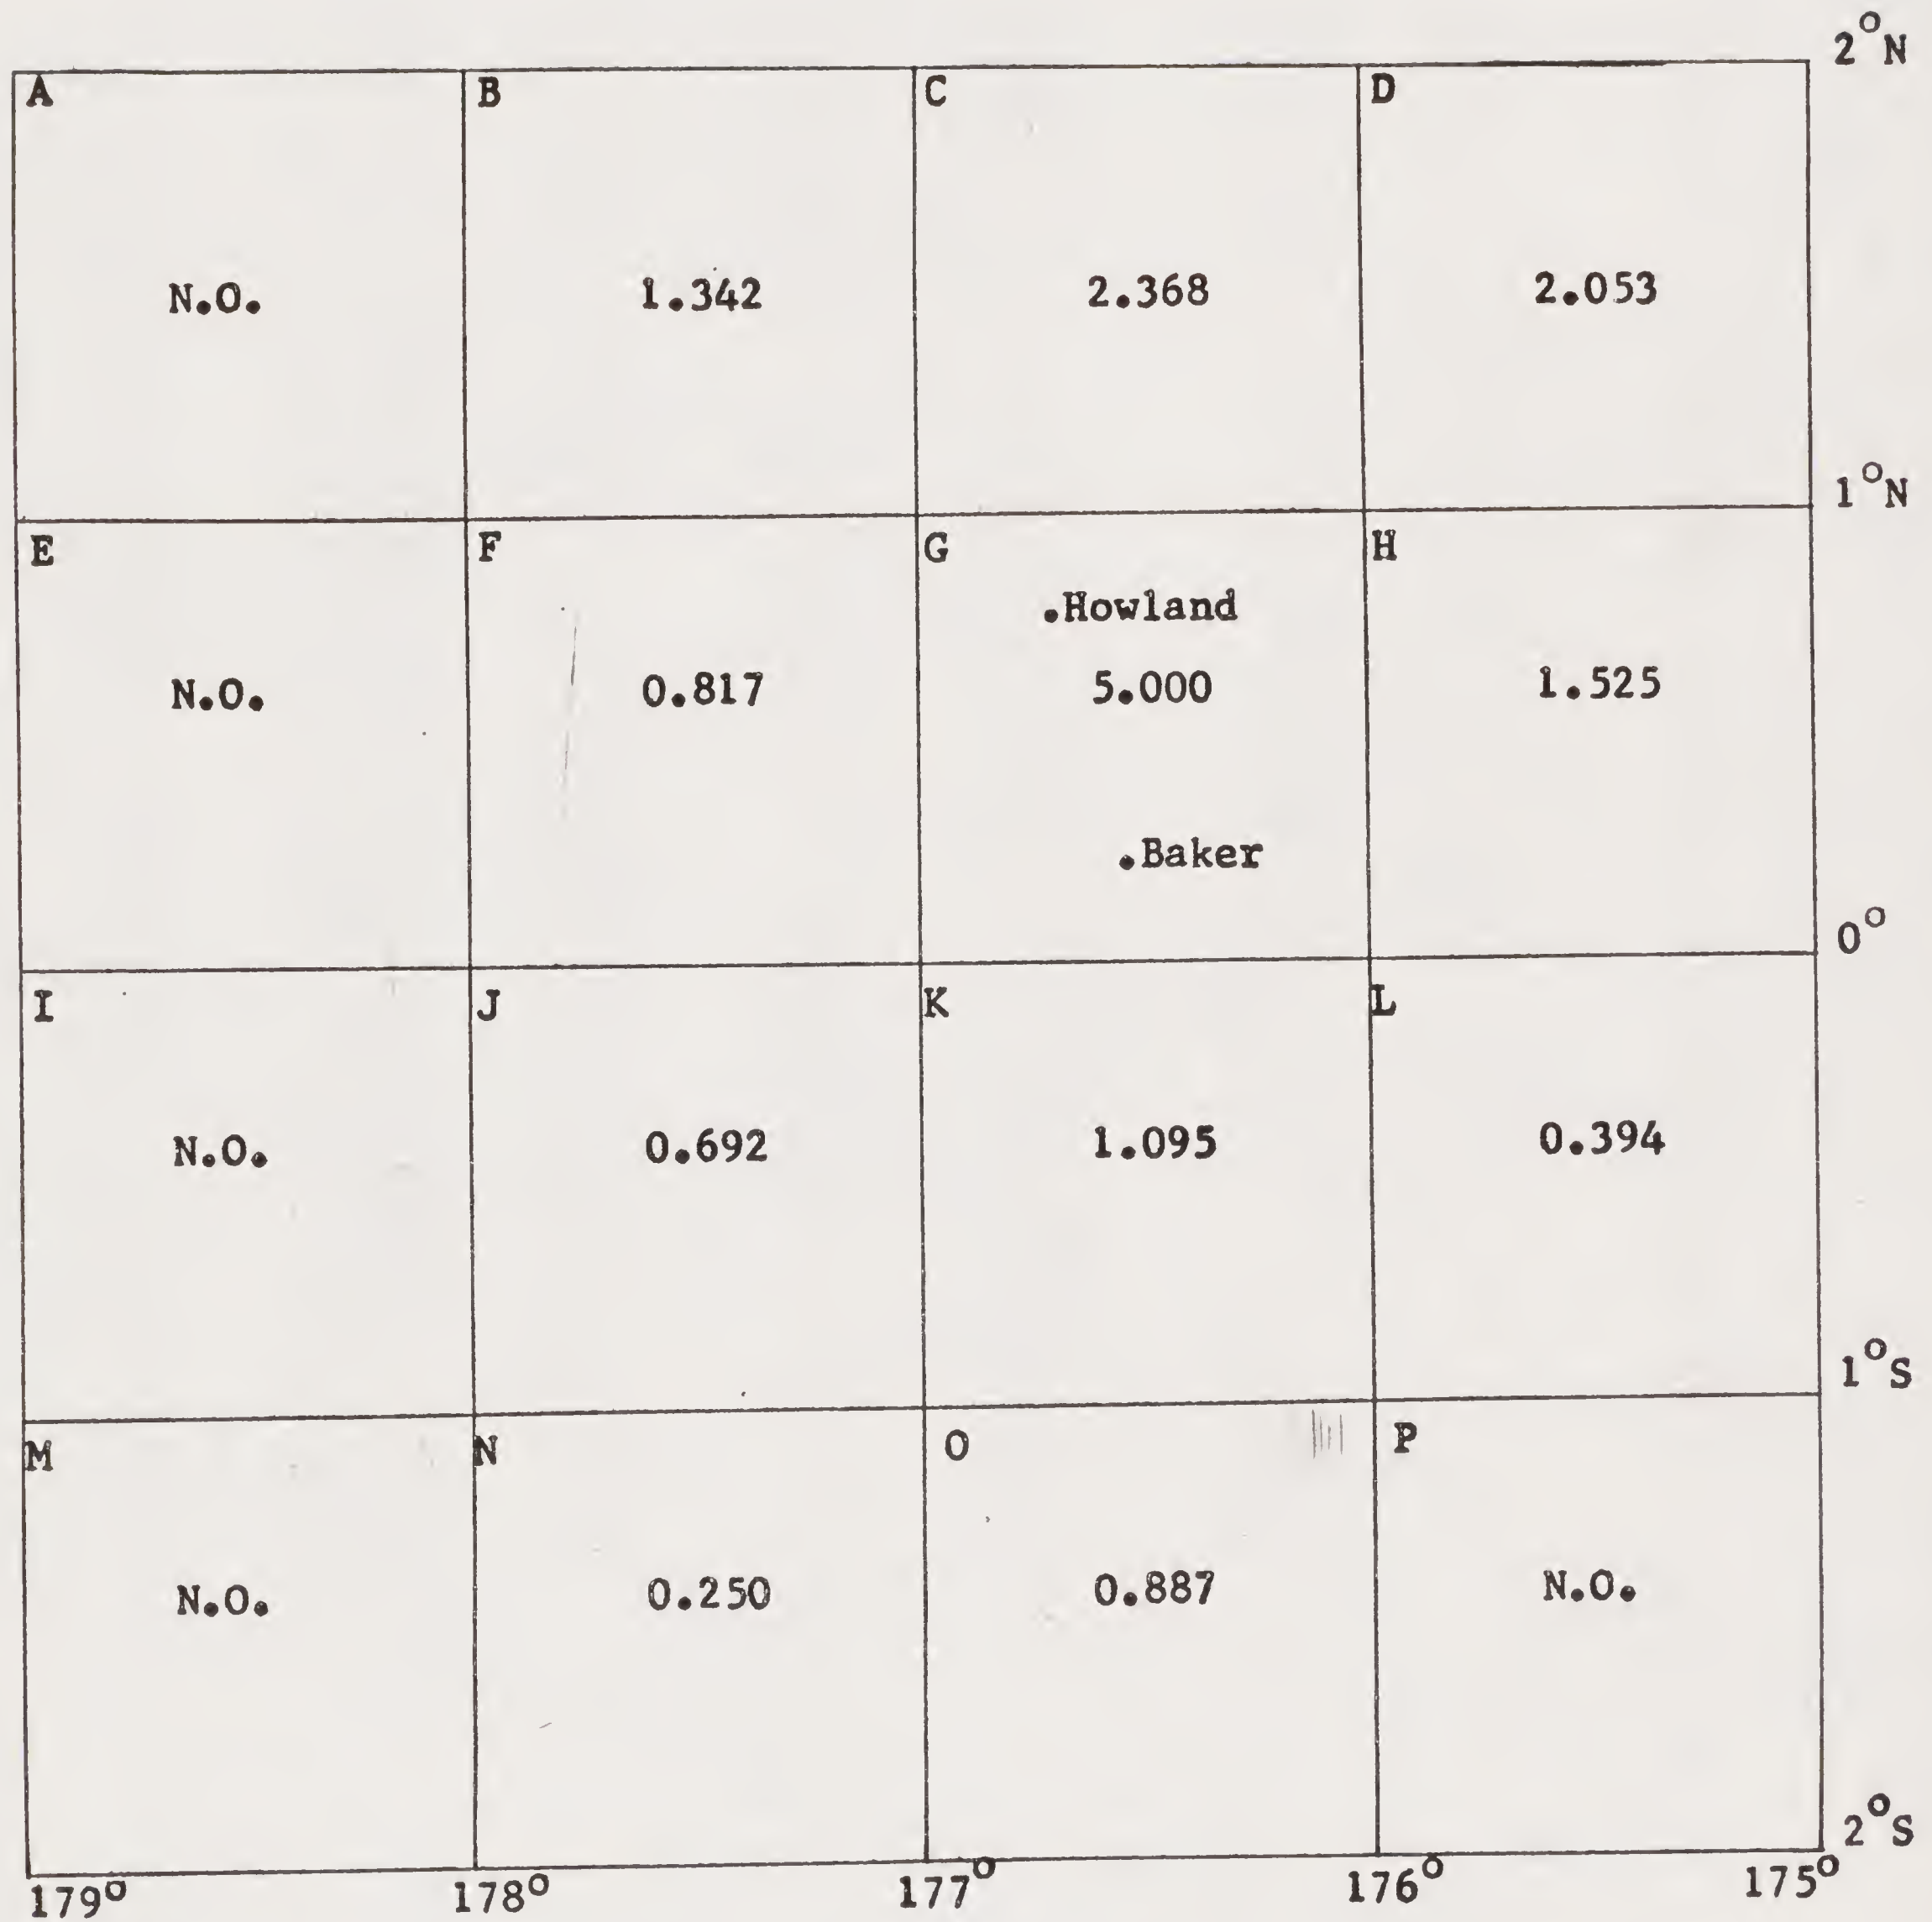 2°N
A B C D
N.O. 1.342 2.368 2.053
1°N
E F G H
.Howland
N.O. 0.817 5.000 1.525
.Baker
0°
I J K L
N.O. 0.692 1.095 0.394
1°S
M N O P
N.O. 0.250 0.887 N.O.
2°S
179° 178° 177° 176° 175°